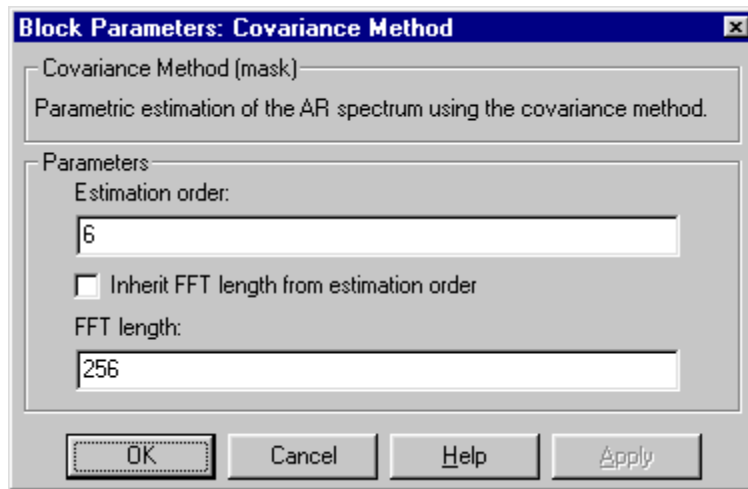 Block Parameters: Covariance Method
Covariance Method (mask)
Parametric estimation of the AR spectrum using the covariance method.
Parameters
Estimation order:
6
Inherit FFT length from estimation order
FFT length:
256
OK Cancel Help Apply